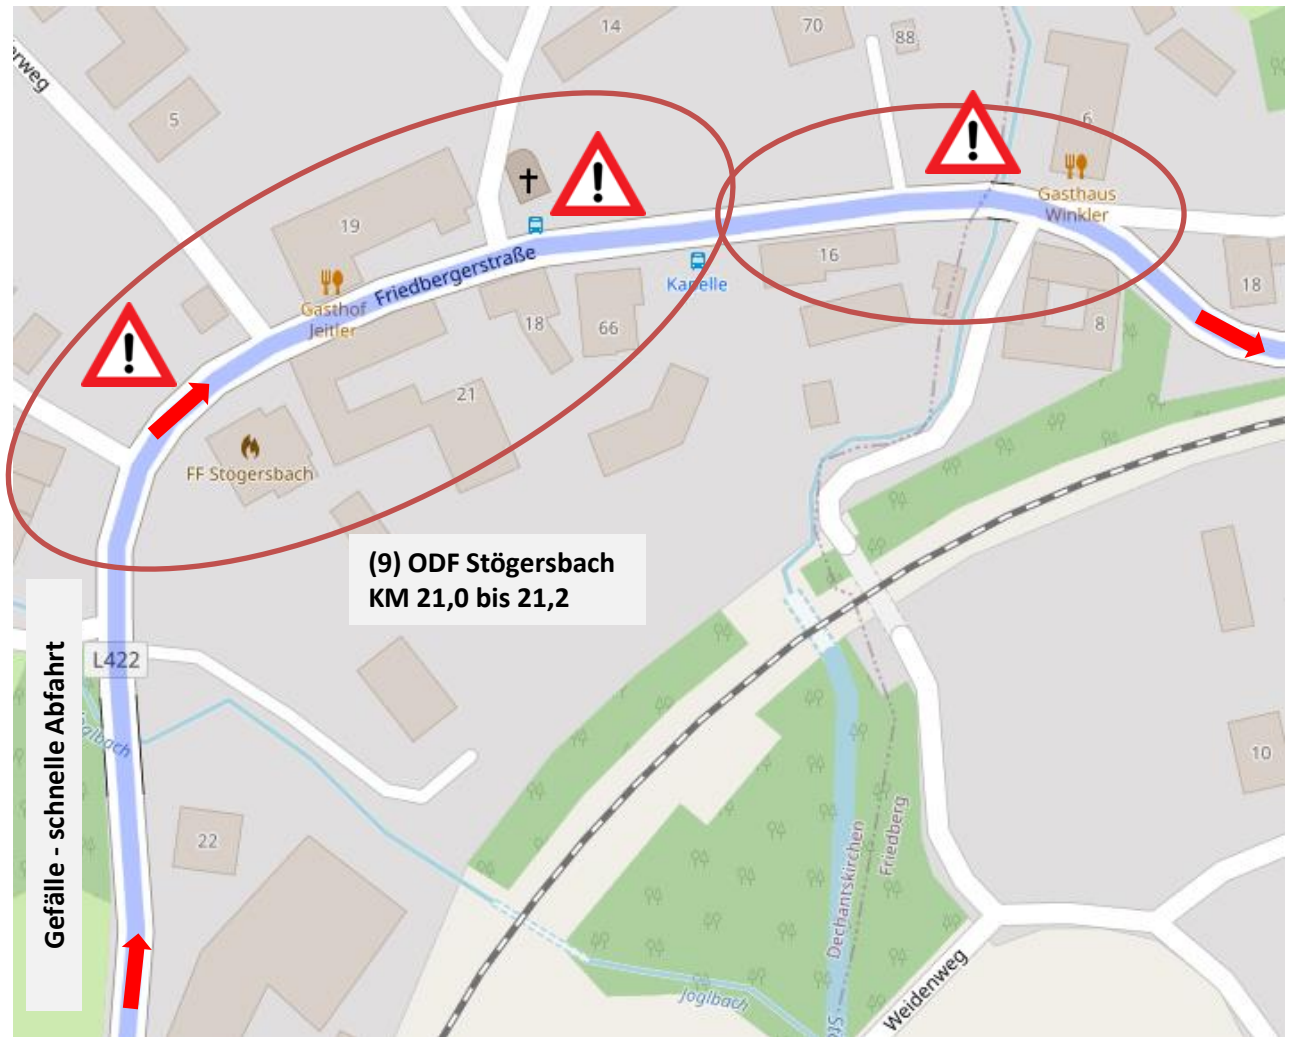 erweg
14
70
88
5
6
Gasthaus
Winkler
19
Friedbergerstraße
Gasthof
Jeitler
Kapelle
16
18
18
66
8
21
FF Stögersbach
(9) ODF Stögersbach
KM 21,0 bis 21,2
L422
Gefälle - schnelle Abfahrt
Joglbach
22
10
Dechantskirchen
Friedberg
Joglbach
Weidenweg